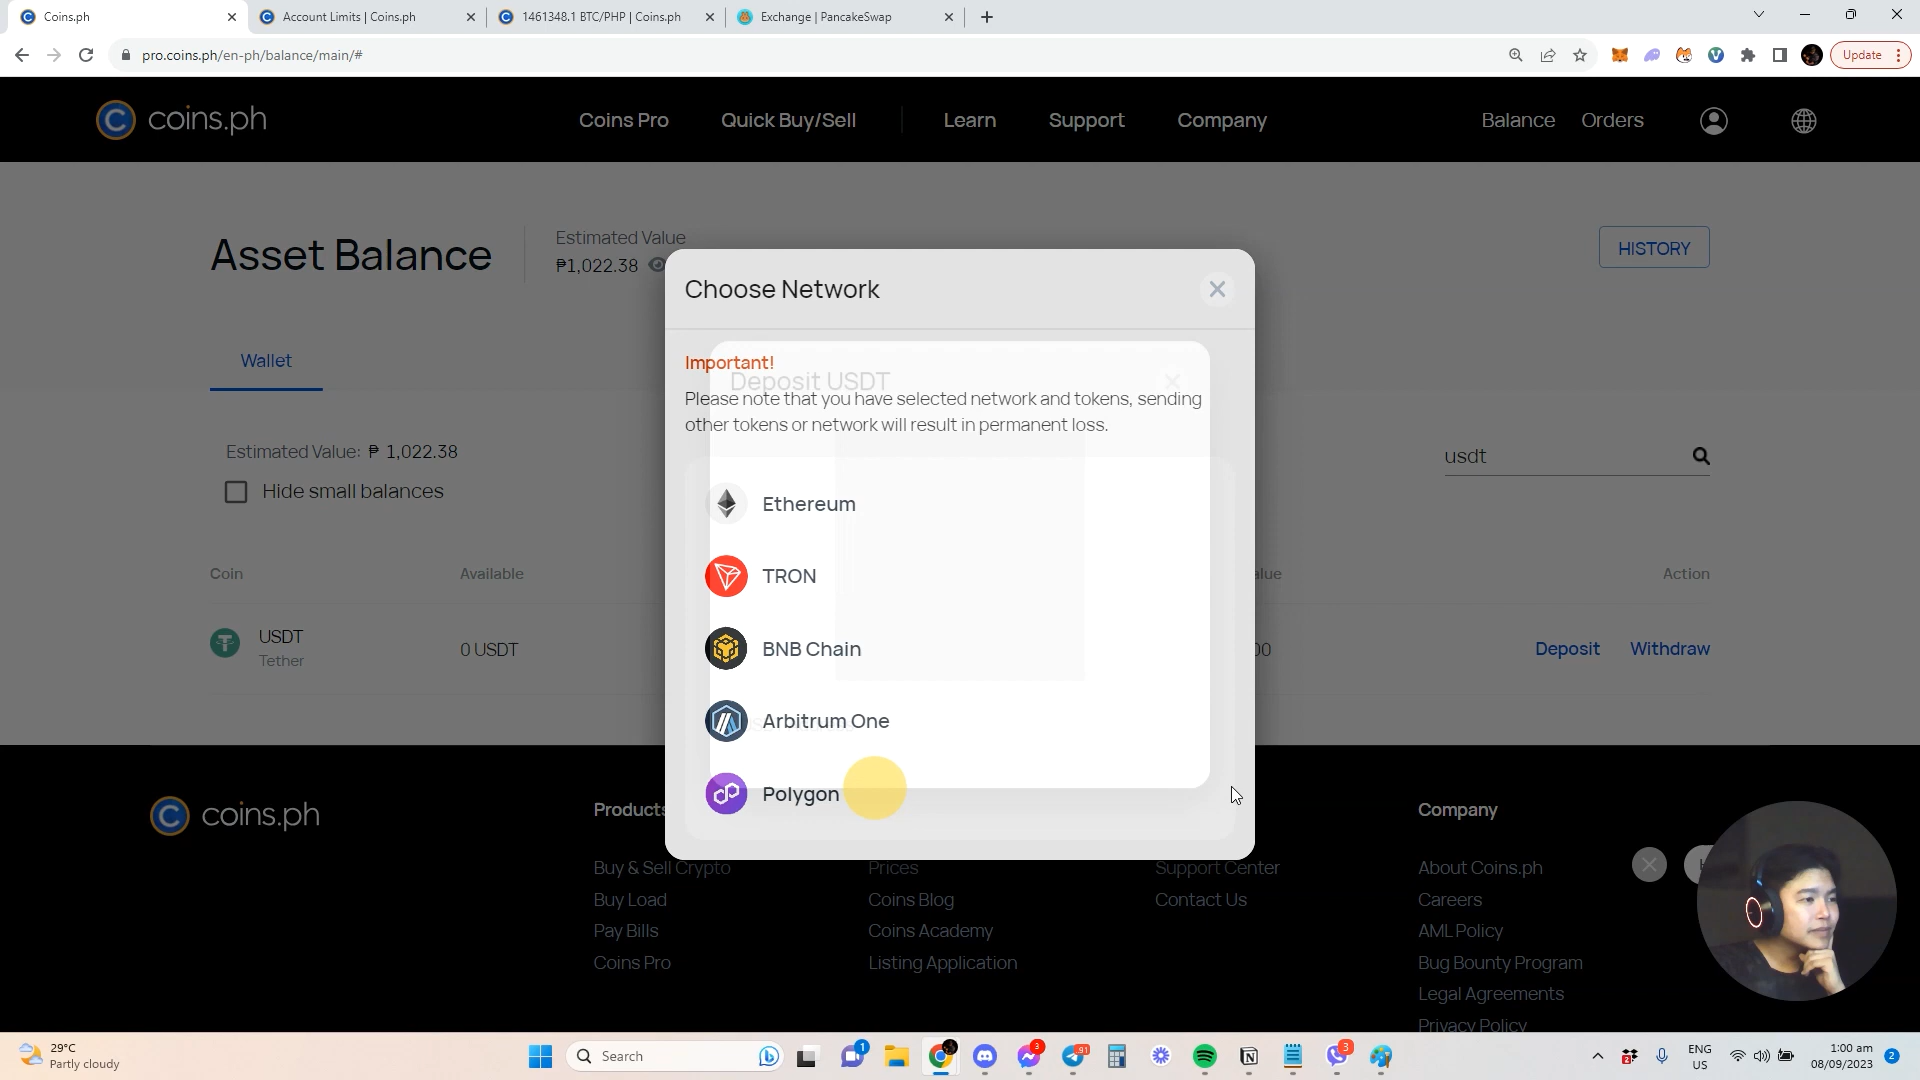 Coins.ph
Account Limits | Coins.ph
1461348.1 BTC/PHP | Coins.ph
Exchange | PancakeSwap
pro.coins.ph/en-ph/balance/main/#
Update
coins.ph
Coins Pro
Quick Buy/Sell
Learn
Support
Company
Balance
Orders
Asset Balance
Estimated Value
₱1,022.38
HISTORY
Choose Network
Important!
Deposit USDT
Please note that you have selected network and tokens, sending
other tokens or network will result in permanent loss.
Wallet
Estimated Value: ₱ 1,022.38
Hide small balances
usdt
Ethereum
TRON
BNB Chain
Arbitrum One
Polygon
Coin
Available
Action
USDT
Tether
0 USDT
Deposit
Withdraw
coins.ph
Products
Buy & Sell Crypto
Buy Load
Pay Bills
Coins Pro
Prices
Coins Blog
Coins Academy
Listing Application
Support Center
Contact Us
Company
About Coins.ph
Careers
AML Policy
Bug Bounty Program
Legal Agreements
Privacy Policy
29°C
Partly cloudy
Search
1
3
91
3
2
ENG
US
1:00 am
08/09/2023
2